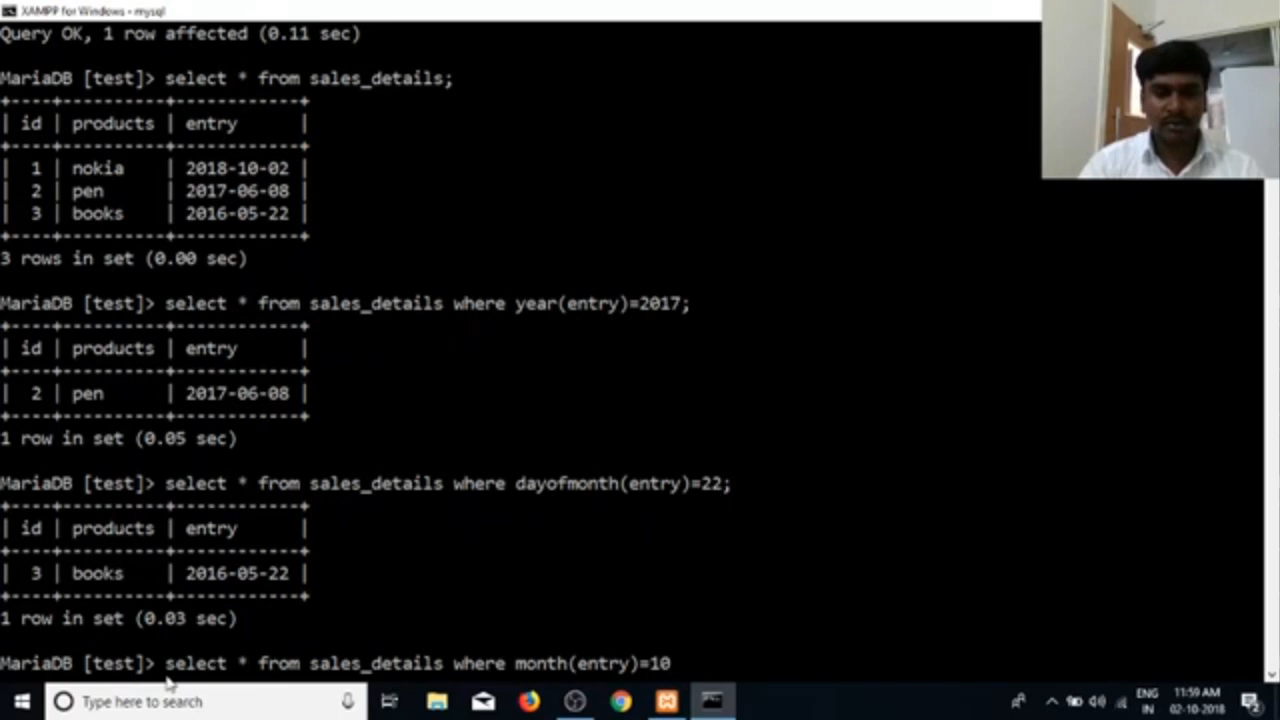 XAMPP for Windows - mysql
Query OK, 1 row affected (0.11 sec)
MariaDB [test]> select * from sales_details;
+----+----------+------------+
| id | products | entry      |
+----+----------+------------+
|  1 | nokia    | 2018-10-02 |
|  2 | pen      | 2017-06-08 |
|  3 | books    | 2016-05-22 |
+----+----------+------------+
3 rows in set (0.00 sec)
MariaDB [test]> select * from sales_details where year(entry)=2017;
+----+----------+------------+
| id | products | entry      |
+----+----------+------------+
|  2 | pen      | 2017-06-08 |
+----+----------+------------+
1 row in set (0.05 sec)
MariaDB [test]> select * from sales_details where dayofmonth(entry)=22;
+----+----------+------------+
| id | products | entry      |
+----+----------+------------+
|  3 | books    | 2016-05-22 |
+----+----------+------------+
1 row in set (0.03 sec)
MariaDB [test]> select * from sales_details where month(entry)=10
Type here to search
ENG
IN
11:59 AM
02-10-2018
2